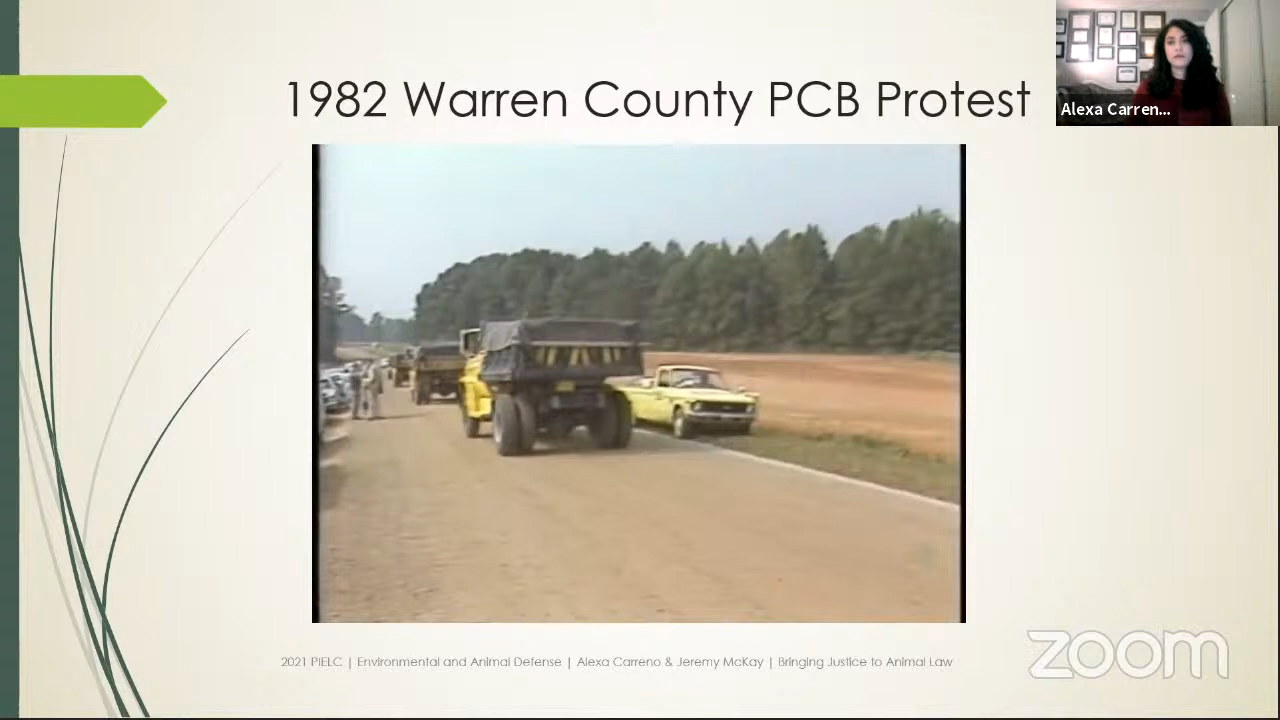 1982 Warren County PCB Protest
Alexa Carren...
2021 PIELC | Environmental and Animal Defense | Alexa Carreno & Jeremy McKay | Bringing Justice to Animal Law
zoom